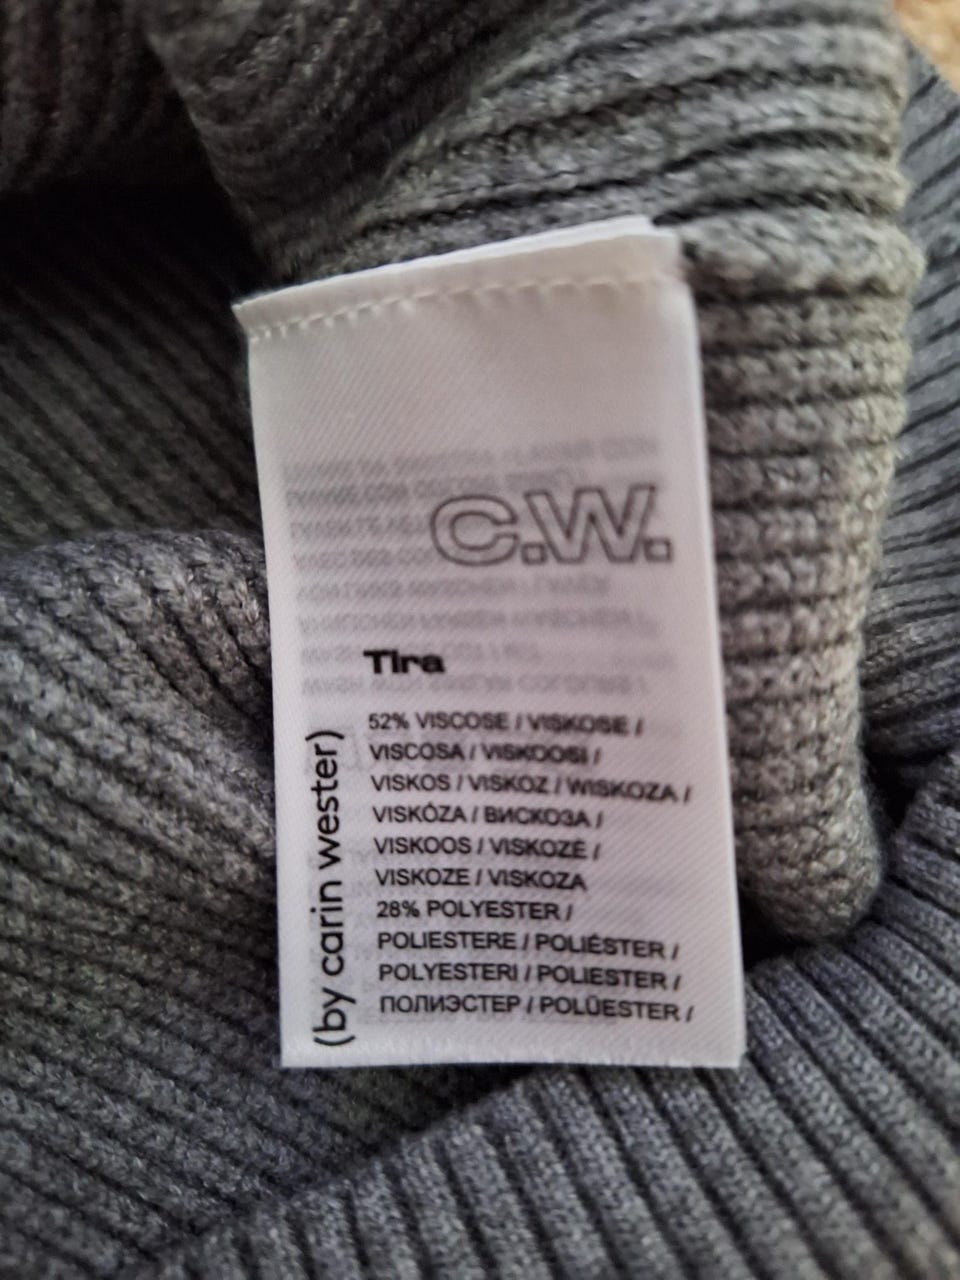 C.W.
Tira
52% VISCOSE / VISKOSE /
VISCOSA / VISKOOSI /
VISKOS / VISKOZ / WISKOZA /
VISKÓZA / ВИСКОЗА /
VISKOOS / VISKOZĖ /
VISKOZE / VISKOZA
28% POLYESTER /
POLIESTERE / POLIÉSTER /
POLYESTERI / POLIESTER /
ПОЛИЭСТЕР / POLÜESTER /
(by carin wester)